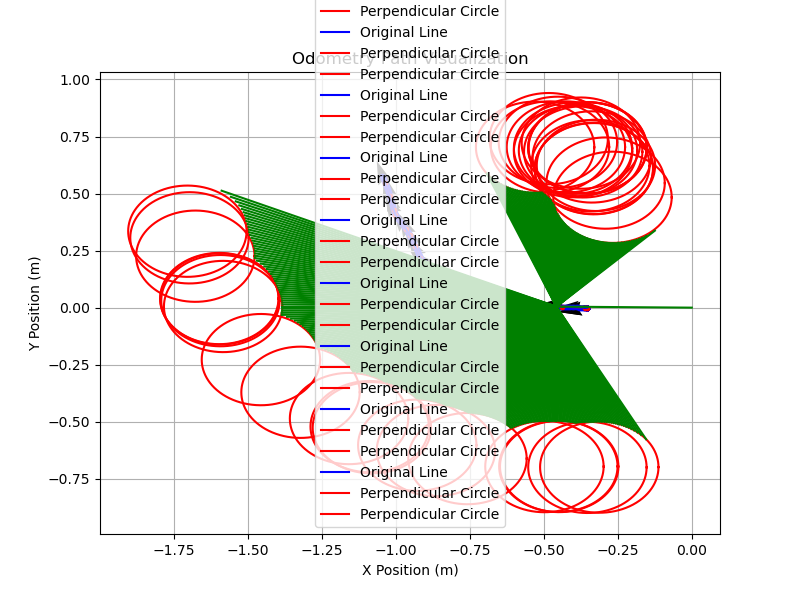 Odometry Path Visualization
Perpendicular Circle
Original Line
Perpendicular Circle
Perpendicular Circle
Original Line
Perpendicular Circle
Perpendicular Circle
Original Line
Perpendicular Circle
Perpendicular Circle
Original Line
Perpendicular Circle
Perpendicular Circle
Original Line
Perpendicular Circle
Perpendicular Circle
Original Line
Perpendicular Circle
Perpendicular Circle
Original Line
Perpendicular Circle
Perpendicular Circle
Original Line
Perpendicular Circle
Perpendicular Circle
Y Position (m)
1.00
0.75
0.50
0.25
0.00
−0.25
−0.50
−0.75
−1.75 −1.50 −1.25 −1.00 −0.75 −0.50 −0.25 0.00
X Position (m)